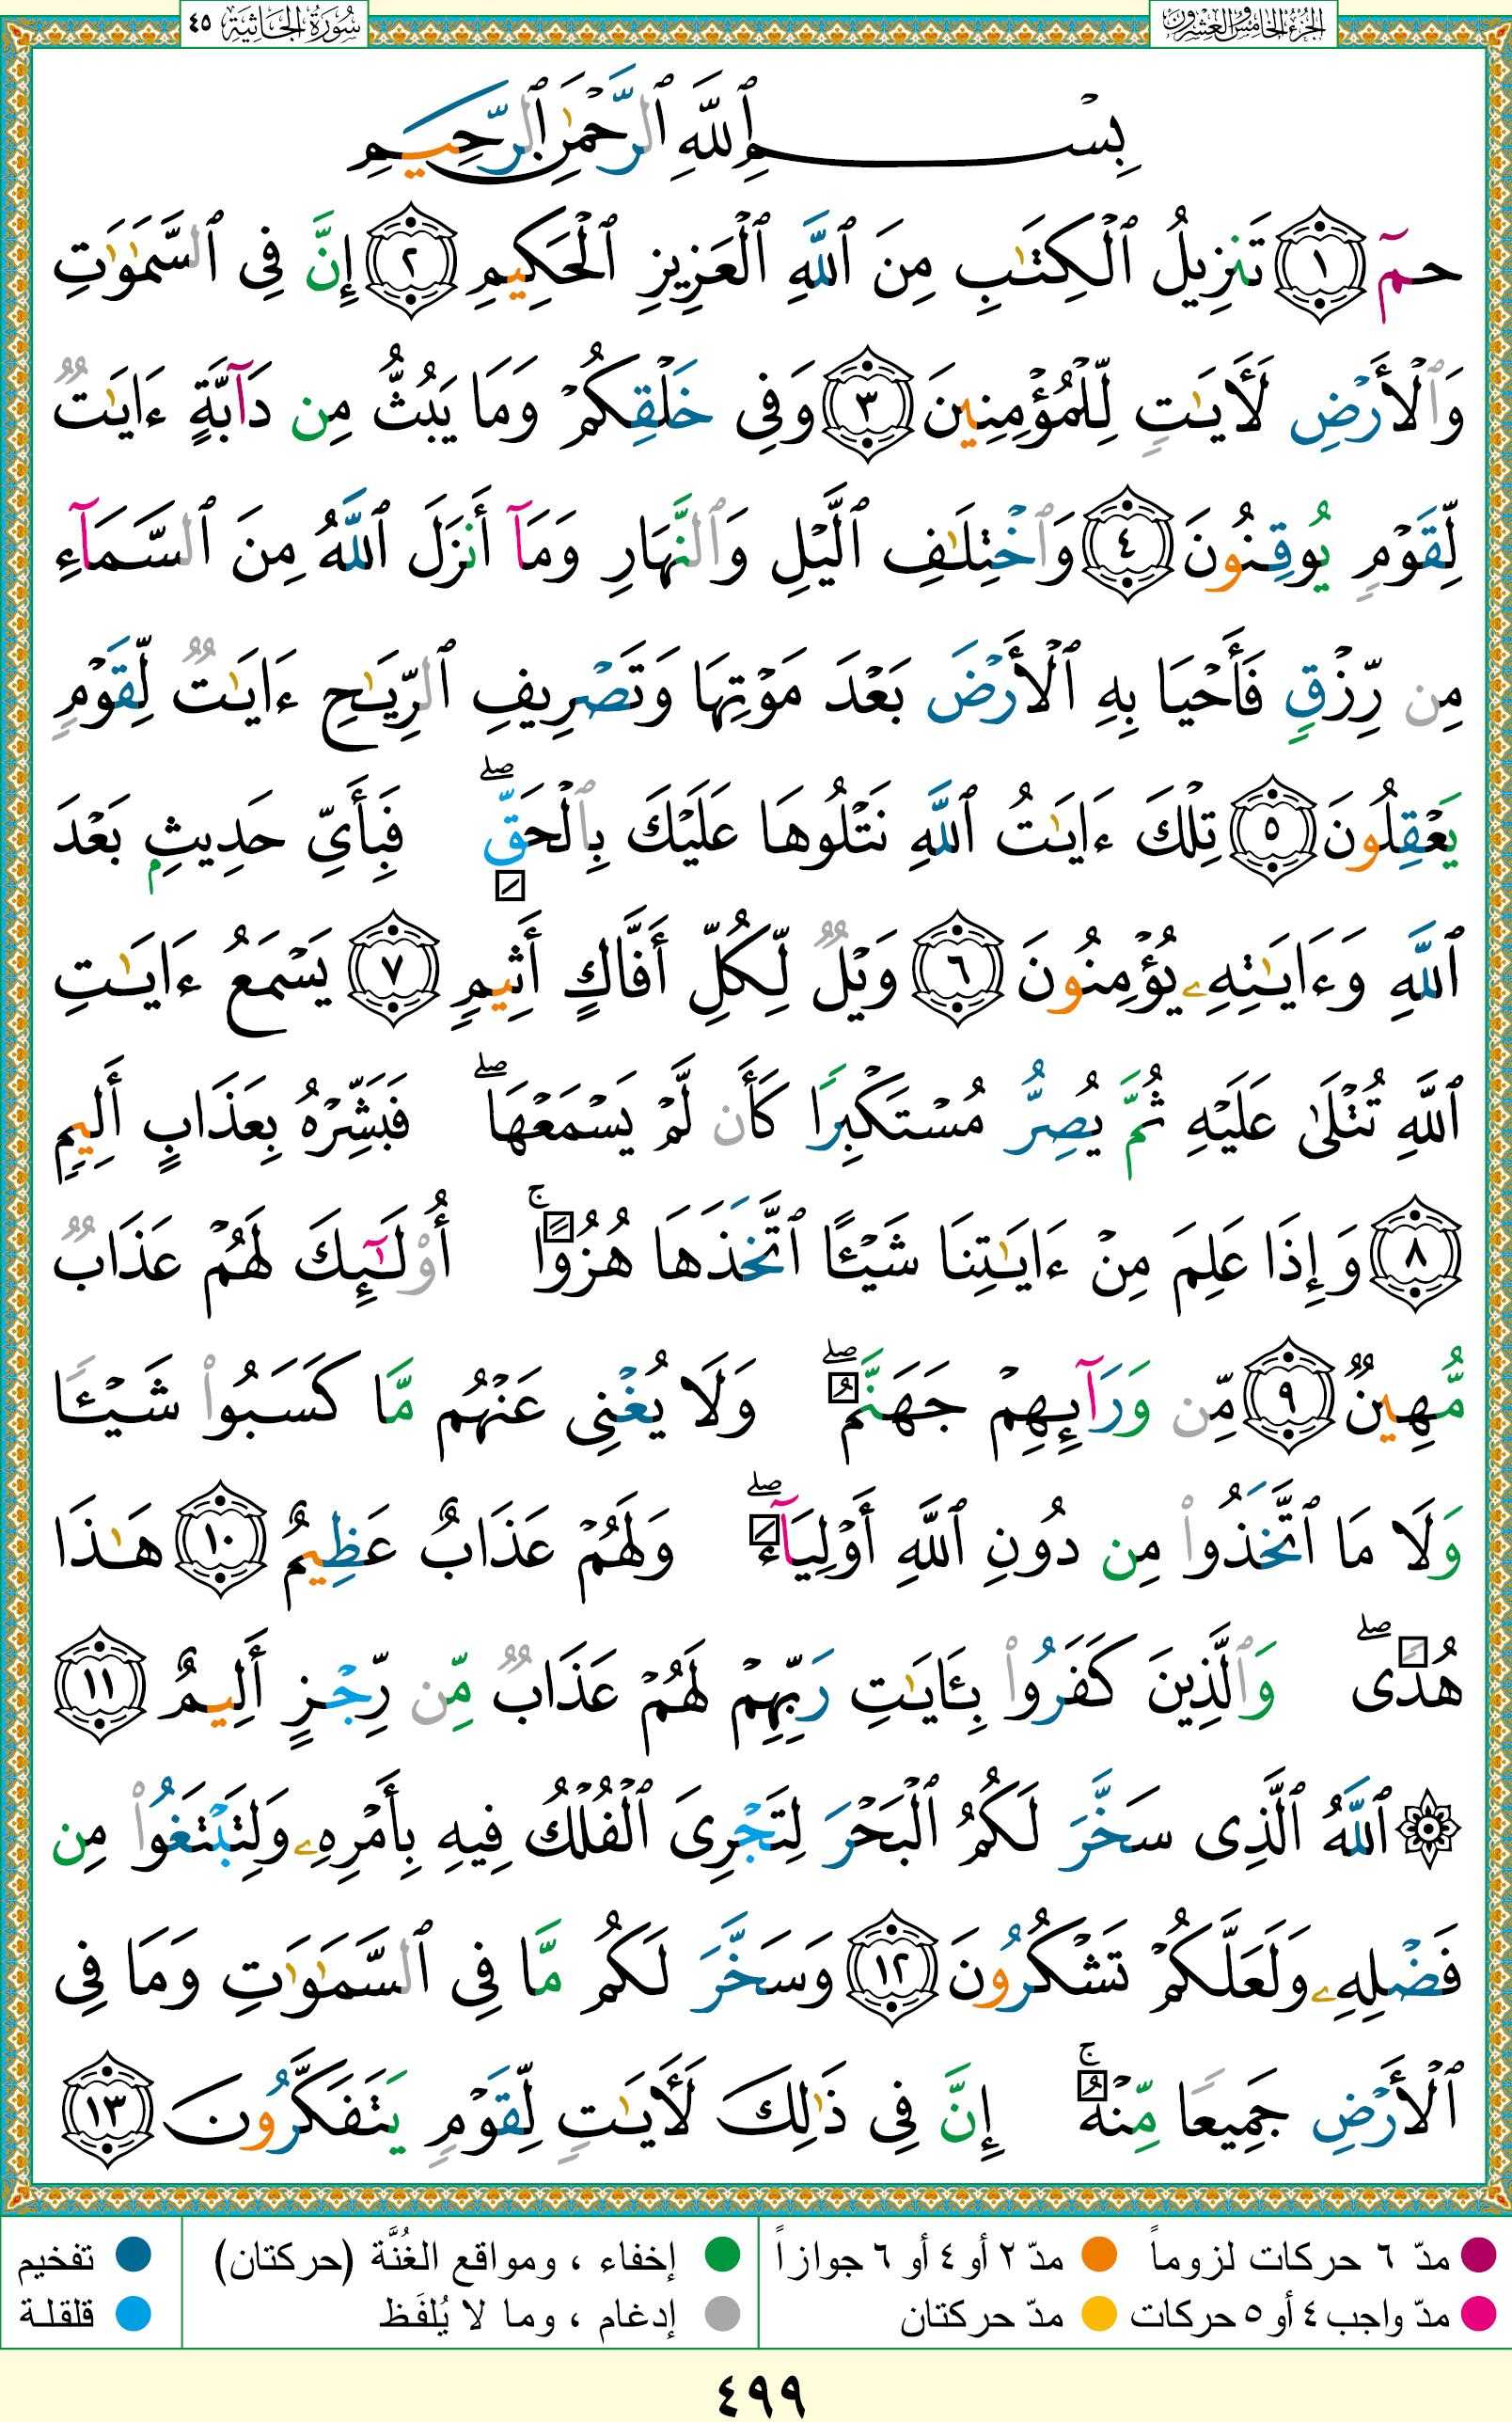 الجزء الخامس والعشرون
سورة الجاثية ٤٥
بِسْمِ ٱللَّهِ ٱلرَّحْمَٰنِ ٱلرَّحِيمِ
حمٓ ١ تَنزِيلُ ٱلْكِتَٰبِ مِنَ ٱللَّهِ ٱلْعَزِيزِ ٱلْحَكِيمِ ٢ إِنَّ فِى ٱلسَّمَٰوَٰتِ
وَٱلْأَرْضِ لَـَٔايَٰتٍ لِّلْمُؤْمِنِينَ ٣ وَفِى خَلْقِكُمْ وَمَا يَبُثُّ مِن دَآبَّةٍ ءَايَٰتٌ
لِّقَوْمٍ يُوقِنُونَ ٤ وَٱخْتِلَٰفِ ٱلَّيْلِ وَٱلنَّهَارِ وَمَآ أَنزَلَ ٱللَّهُ مِنَ ٱلسَّمَآءِ
مِن رِّزْقٍ فَأَحْيَا بِهِ ٱلْأَرْضَ بَعْدَ مَوْتِهَا وَتَصْرِيفِ ٱلرِّيَٰحِ ءَايَٰتٌ لِّقَوْمٍ
يَعْقِلُونَ ٥ تِلْكَ ءَايَٰتُ ٱللَّهِ نَتْلُوهَا عَلَيْكَ بِٱلْحَقِّ ۖ فَبِأَىِّ حَدِيثٍۭ بَعْدَ
ٱللَّهِ وَءَايَٰتِهِۦ يُؤْمِنُونَ ٦ وَيْلٌ لِّكُلِّ أَفَّاكٍ أَثِيمٍ ٧ يَسْمَعُ ءَايَٰتِ
ٱللَّهِ تُتْلَىٰ عَلَيْهِ ثُمَّ يُصِرُّ مُسْتَكْبِرًا كَأَن لَّمْ يَسْمَعْهَا ۖ فَبَشِّرْهُ بِعَذَابٍ أَلِيمٍ
٨ وَإِذَا عَلِمَ مِنْ ءَايَٰتِنَا شَيْـًٔا ٱتَّخَذَهَا هُزُوًا ۚ أُو۟لَٰٓئِكَ لَهُمْ عَذَابٌ
مُّهِينٌ ٩ مِّن وَرَآئِهِمْ جَهَنَّمُ ۖ وَلَا يُغْنِى عَنْهُم مَّا كَسَبُوا۟ شَيْـًٔا
وَلَا مَا ٱتَّخَذُوا۟ مِن دُونِ ٱللَّهِ أَوْلِيَآءَ ۖ وَلَهُمْ عَذَابٌ عَظِيمٌ ١٠ هَٰذَا
هُدًى ۖ وَٱلَّذِينَ كَفَرُوا۟ بِـَٔايَٰتِ رَبِّهِمْ لَهُمْ عَذَابٌ مِّن رِّجْزٍ أَلِيمٌ ١١
۞ ٱللَّهُ ٱلَّذِى سَخَّرَ لَكُمُ ٱلْبَحْرَ لِتَجْرِىَ ٱلْفُلْكُ فِيهِ بِأَمْرِهِۦ وَلِتَبْتَغُوا۟ مِن
فَضْلِهِۦ وَلَعَلَّكُمْ تَشْكُرُونَ ١٢ وَسَخَّرَ لَكُم مَّا فِى ٱلسَّمَٰوَٰتِ وَمَا فِى
ٱلْأَرْضِ جَمِيعًا مِّنْهُ ۚ إِنَّ فِى ذَٰلِكَ لَـَٔايَٰتٍ لِّقَوْمٍ يَتَفَكَّرُونَ ١٣
مدّ ٦ حركات لزوماً مدّ ٢ أو ٤ أو ٦ جوازاً إخفاء ، ومواقع الغُنَّة (حركتان) تفخيم
مدّ واجب ٤ أو ٥ حركات مدّ حركتان إدغام ، وما لا يُلفَظ قلقلة
٤٩٩